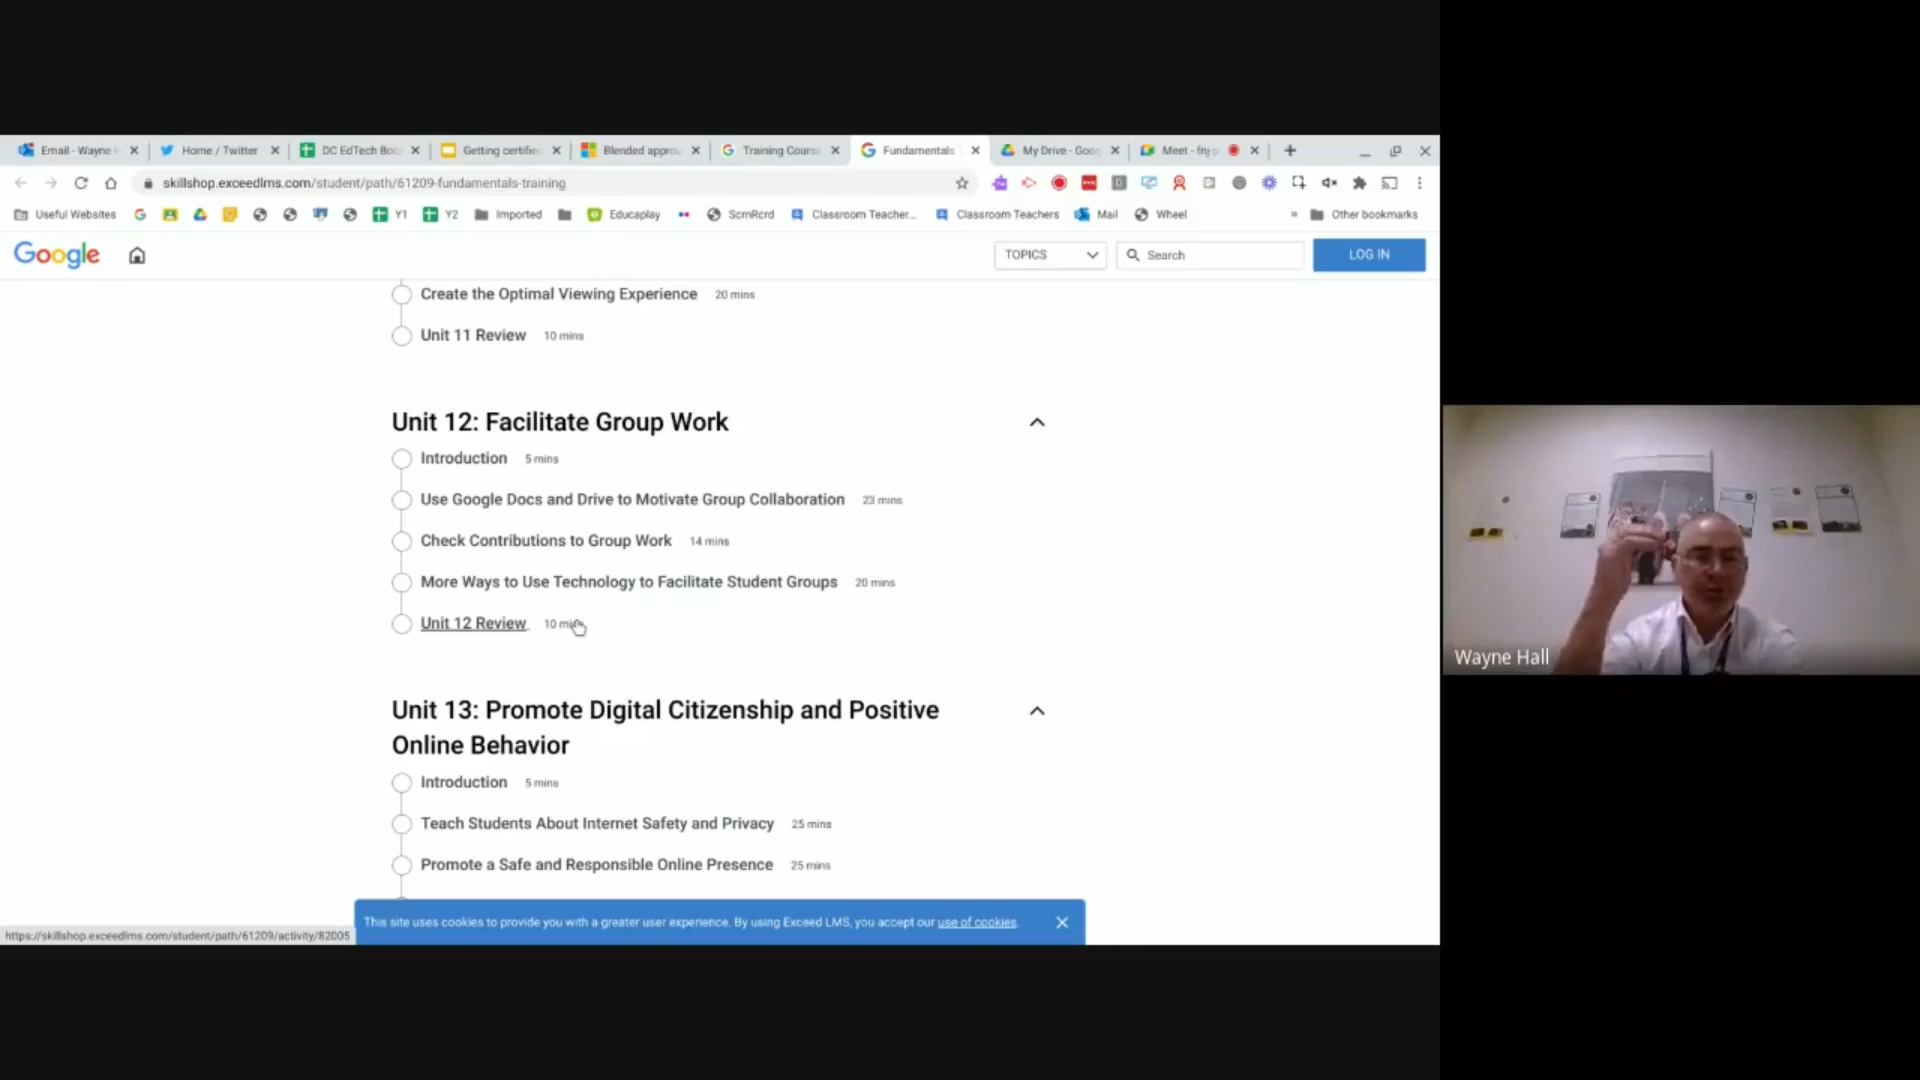 Email - Wayne
Home / Twitter
DC EdTech Boo
Getting certifie
Blended appro
Training Cours
Fundamentals
My Drive - Goo
Meet - fnj-p
skillshop.exceedlms.com/student/path/61209-fundamentals-training
Useful Websites
Y1
Y2
Imported
Educaplay
ScrnRcrd
Classroom Teacher...
Classroom Teachers
Mail
Wheel
»
Other bookmarks
Google
TOPICS
Search
LOG IN
Create the Optimal Viewing Experience 20 mins
Unit 11 Review 10 mins
Unit 12: Facilitate Group Work
Introduction 5 mins
Use Google Docs and Drive to Motivate Group Collaboration 23 mins
Check Contributions to Group Work 14 mins
More Ways to Use Technology to Facilitate Student Groups 20 mins
Unit 12 Review 10 mins
Wayne Hall
Unit 13: Promote Digital Citizenship and Positive
Online Behavior
Introduction 5 mins
Teach Students About Internet Safety and Privacy 25 mins
Promote a Safe and Responsible Online Presence 25 mins
This site uses cookies to provide you with a greater user experience. By using Exceed LMS, you accept our use of cookies.
https://skillshop.exceedlms.com/student/path/61209/activity/82005